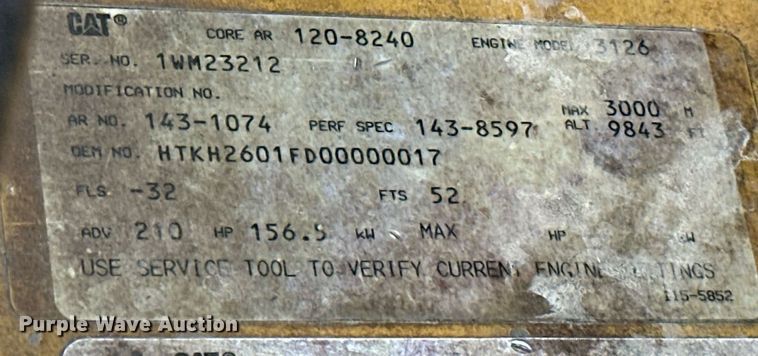 CAT® CORE AR 120-8240 ENGINE MODEL 3126
SER. NO. 1WM23212
MODIFICATION NO.
AR NO. 143-1074 PERF SPEC 143-8597 MAX ALT 3000 M 9843 FT
OEM NO. HTKH2601FD00000017
FLS -32 FTS 52
ADV 210 HP 156.5 kW MAX HP kW
USE SERVICE TOOL TO VERIFY CURRENT ENGINE
115-5852
Purple Wave Auction
CAT®